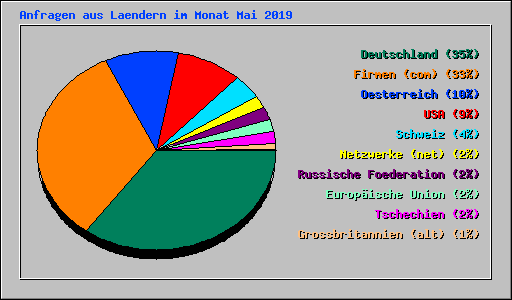 Anfragen aus Laendern im Monat Mai 2019
Deutschland (35%)
Firmen (com) (33%)
Oesterreich (10%)
USA (9%)
Schweiz (4%)
Netzwerke (net) (2%)
Russische Foederation (2%)
Europäische Union (2%)
Tschechien (2%)
Grossbritannien (alt) (1%)